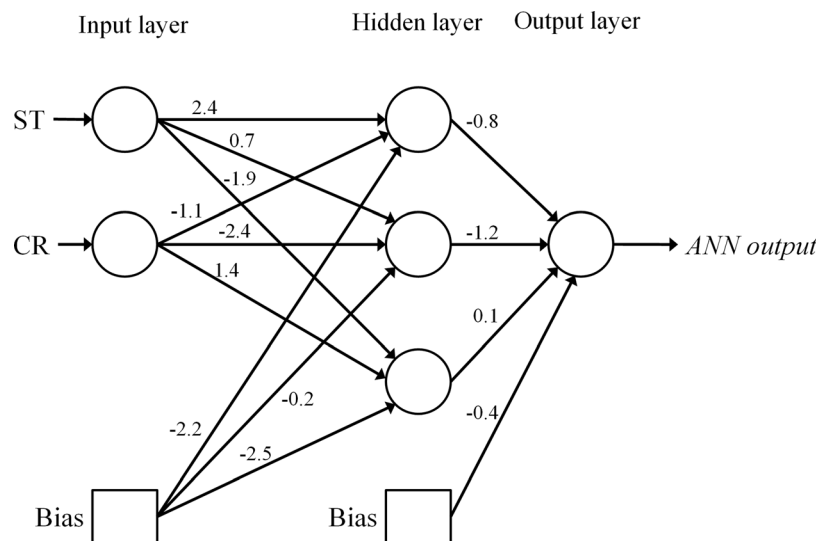 Input layer
Hidden layer
Output layer
ST
2.4
-0.8
0.7
-1.9
-1.1
CR
-2.4
-1.2
ANN output
1.4
0.1
-0.2
-0.4
-2.2
-2.5
Bias
Bias